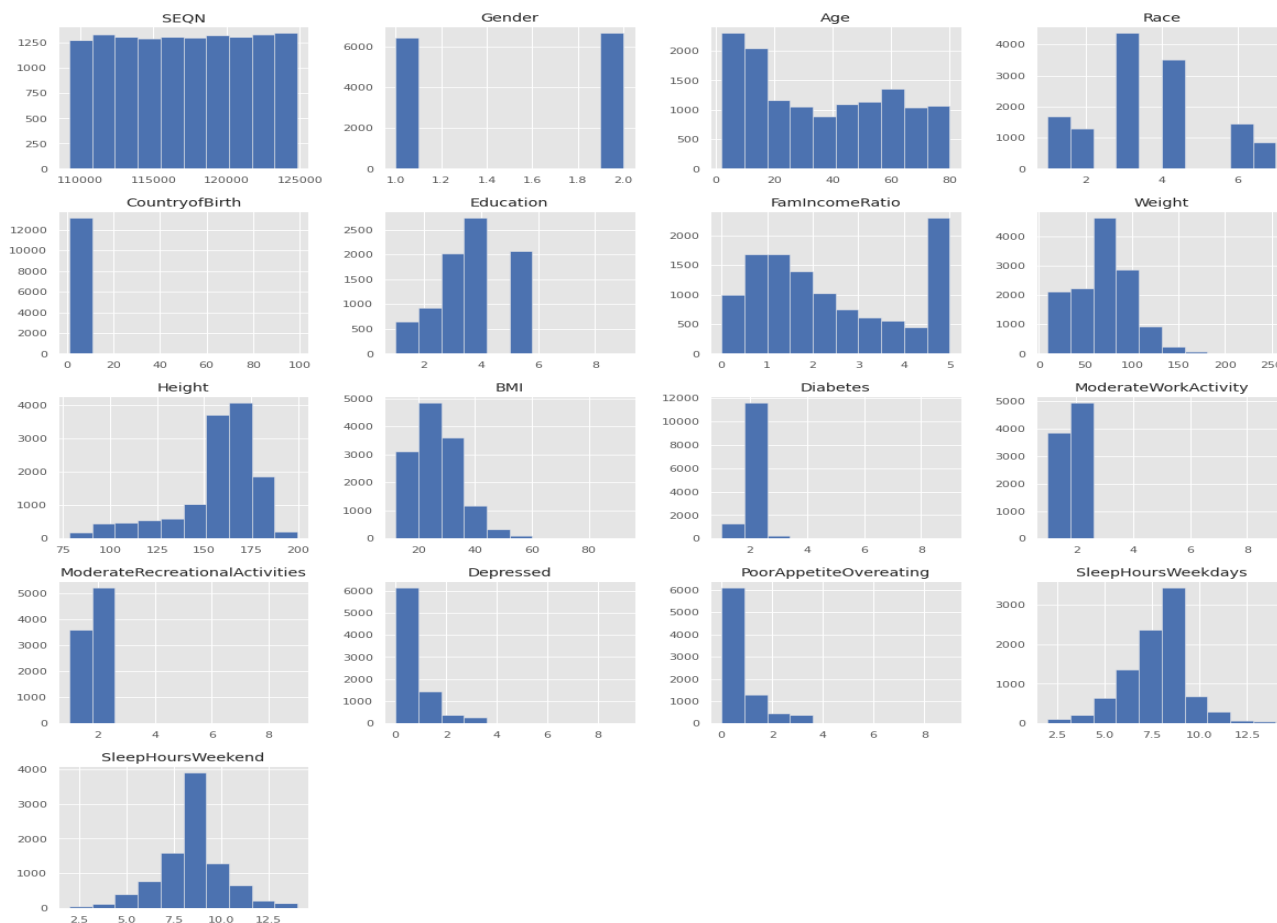 SEQN
1250
1000
750
500
250
0
110000 115000 120000 125000
Gender
6000
4000
2000
0
1.0 1.2 1.4 1.6 1.8 2.0
Age
2000
1500
1000
500
0
0 20 40 60 80
Race
4000
3000
2000
1000
0
2 4 6
CountryofBirth
12000
10000
8000
6000
4000
2000
0
0 20 40 60 80 100
Education
2500
2000
1500
1000
500
0
2 4 6 8
FamIncomeRatio
2000
1500
1000
500
0
0 1 2 3 4 5
Weight
4000
3000
2000
1000
0
0 50 100 150 200 250
Height
4000
3000
2000
1000
0
75 100 125 150 175 200
BMI
5000
4000
3000
2000
1000
0
20 40 60 80
Diabetes
12000
10000
8000
6000
4000
2000
0
2 4 6 8
ModerateWorkActivity
5000
4000
3000
2000
1000
0
2 4 6 8
ModerateRecreationalActivities
5000
4000
3000
2000
1000
0
2 4 6 8
Depressed
6000
5000
4000
3000
2000
1000
0
0 2 4 6 8
PoorAppetiteOvereating
6000
5000
4000
3000
2000
1000
0
0 2 4 6 8
SleepHoursWeekdays
3000
2000
1000
0
2.5 5.0 7.5 10.0 12.5
SleepHoursWeekend
4000
3000
2000
1000
0
2.5 5.0 7.5 10.0 12.5